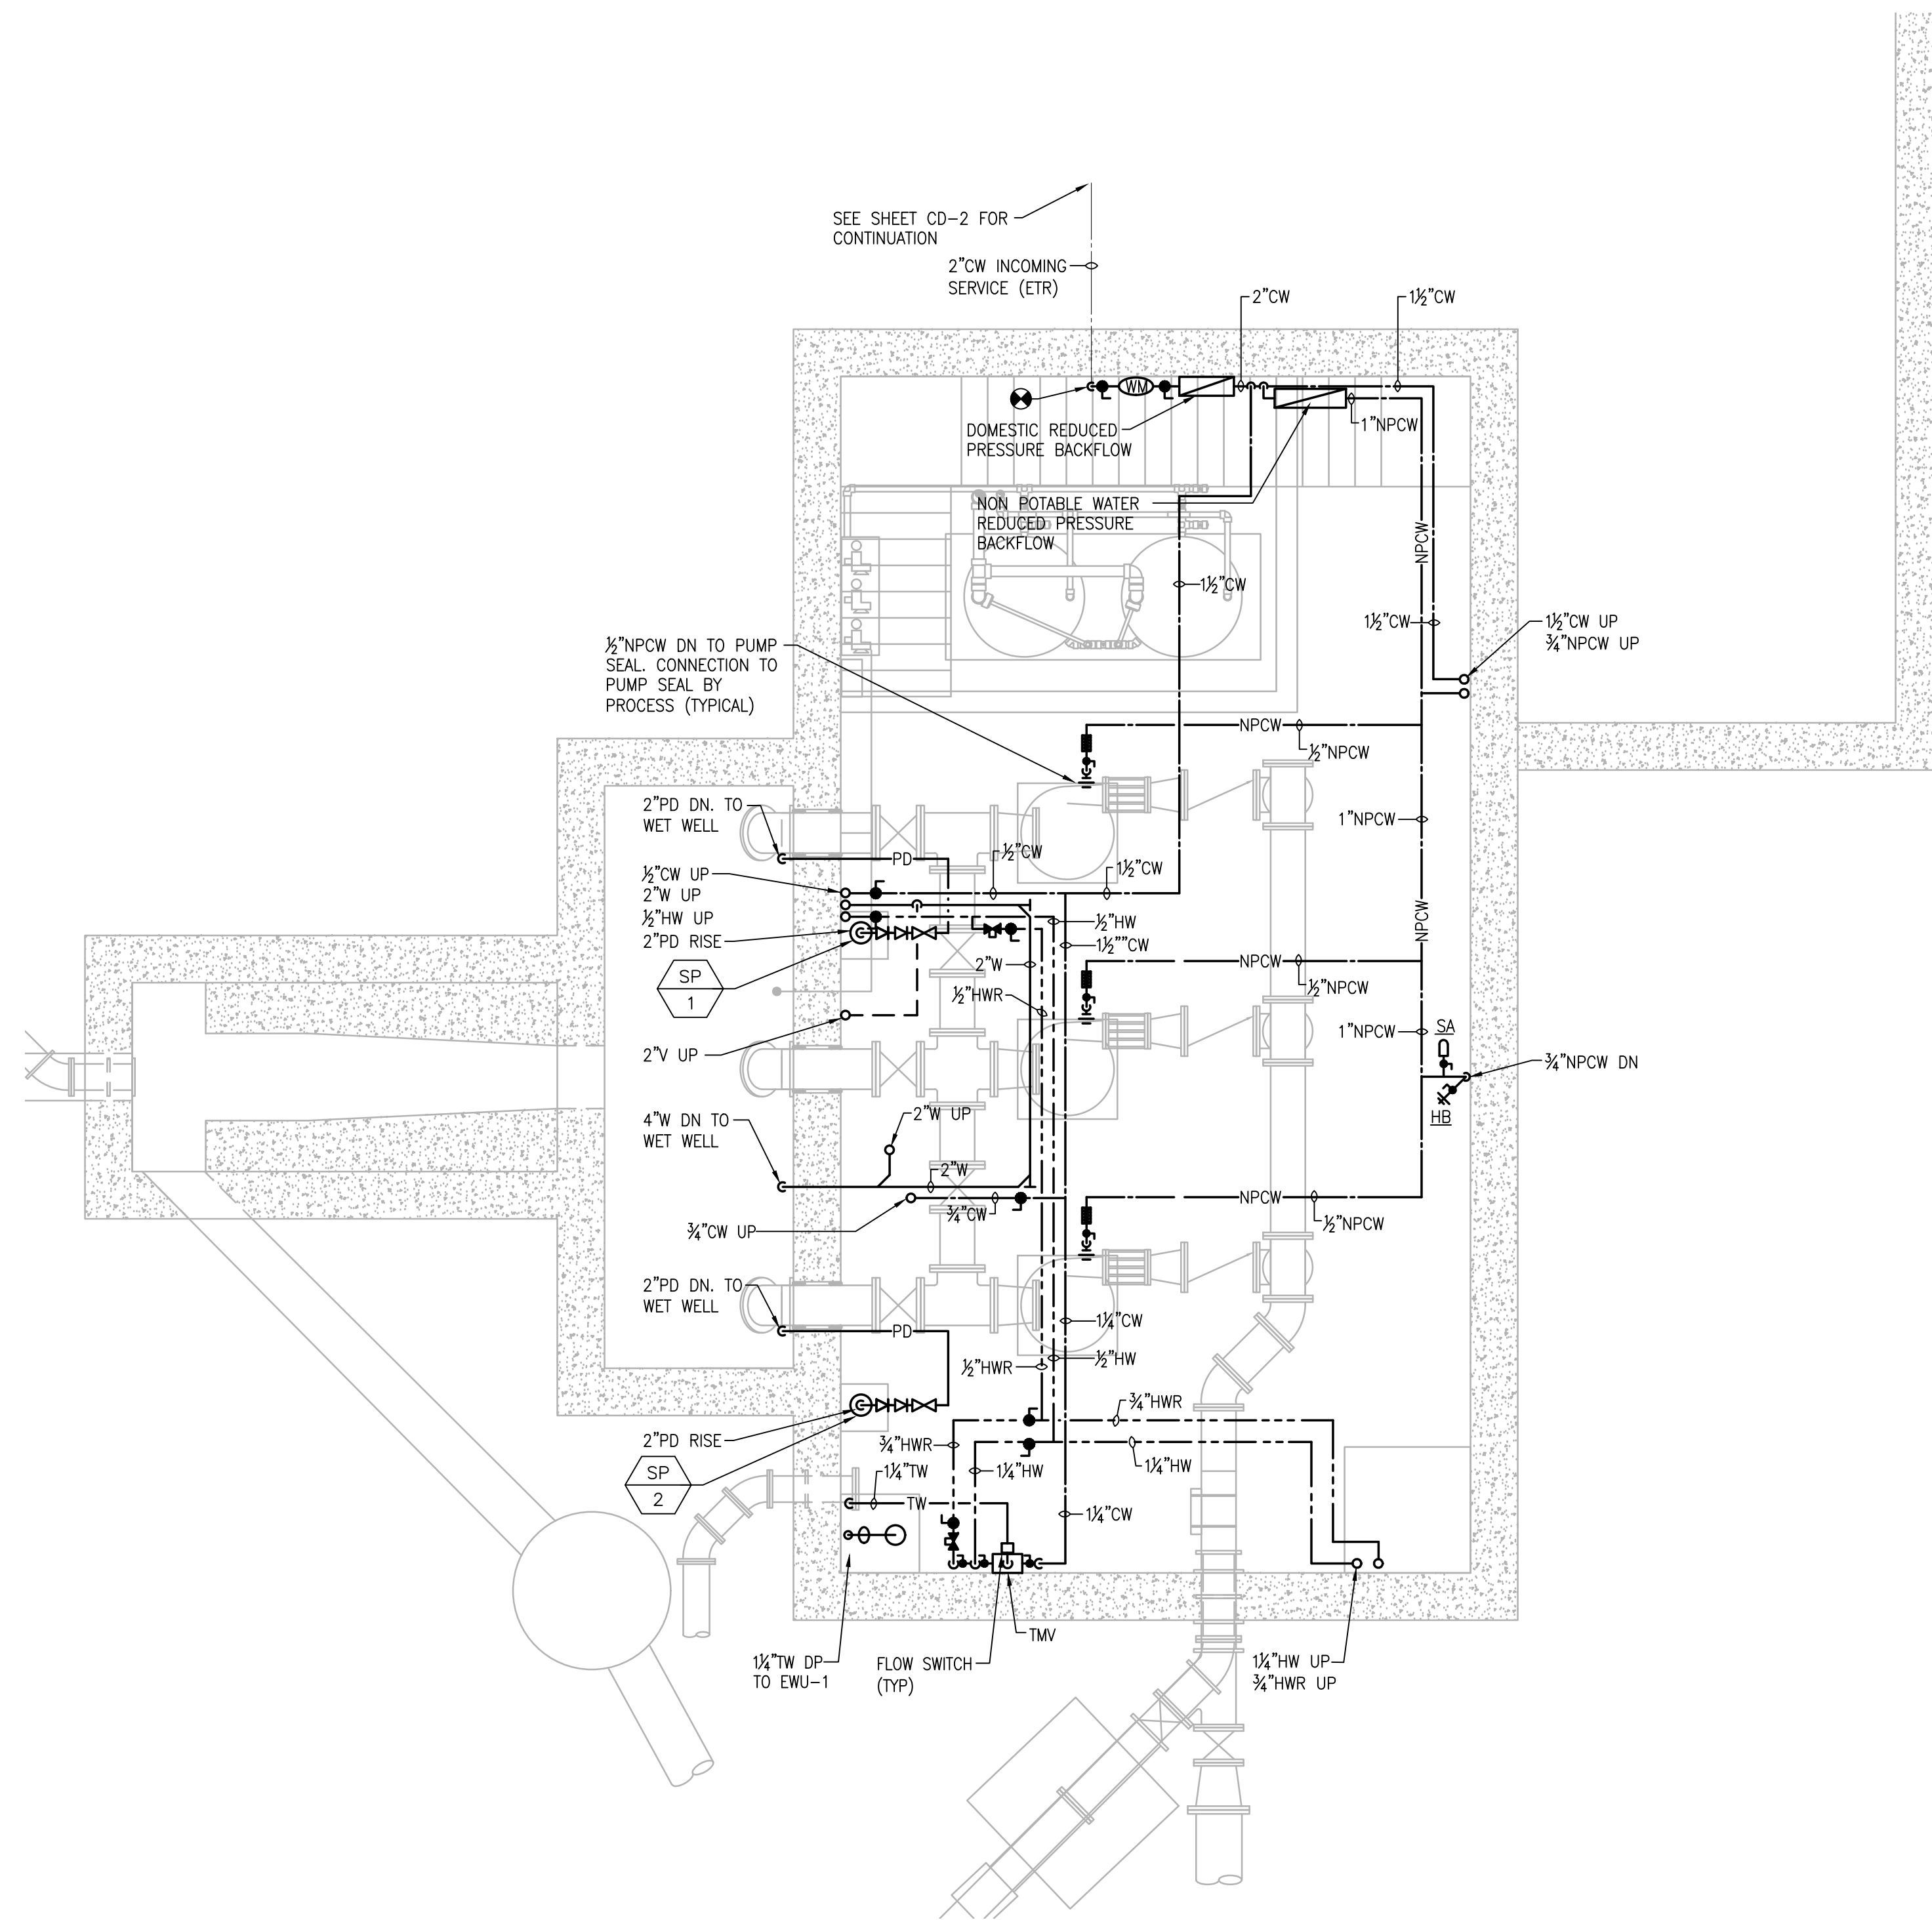 SEE SHEET CD-2 FOR
CONTINUATION
2"CW INCOMING
SERVICE (ETR)
2"CW
1½"CW
WM
DOMESTIC REDUCED
PRESSURE BACKFLOW
1"NPCW
NON POTABLE WATER
REDUCED PRESSURE
BACKFLOW
NPCW
1½"CW
1½"CW
1½"CW UP
¾"NPCW UP
½"NPCW DN TO PUMP
SEAL. CONNECTION TO
PUMP SEAL BY
PROCESS (TYPICAL)
NPCW
½"NPCW
2"PD DN. TO
WET WELL
1"NPCW
PD
½"CW
1½"CW
½"CW UP
2"W UP
½"HW UP
2"PD RISE
NPCW
½"HW
1½""CW
2"W
NPCW
SP
1
½"HWR
½"NPCW
1"NPCW
SA
2"V UP
¾"NPCW DN
HB
4"W DN TO
WET WELL
2"W UP
2"W
¾"CW
¾"CW UP
NPCW
½"NPCW
2"PD DN. TO
WET WELL
PD
1¼"CW
½"HW
½"HWR
¾"HWR
2"PD RISE
¾"HWR
1¼"HW
SP
2
1¼"TW
1¼"HW
TW
1¼"CW
TMV
1¼"TW DP
TO EWU-1
FLOW SWITCH
(TYP)
1¼"HW UP
¾"HWR UP